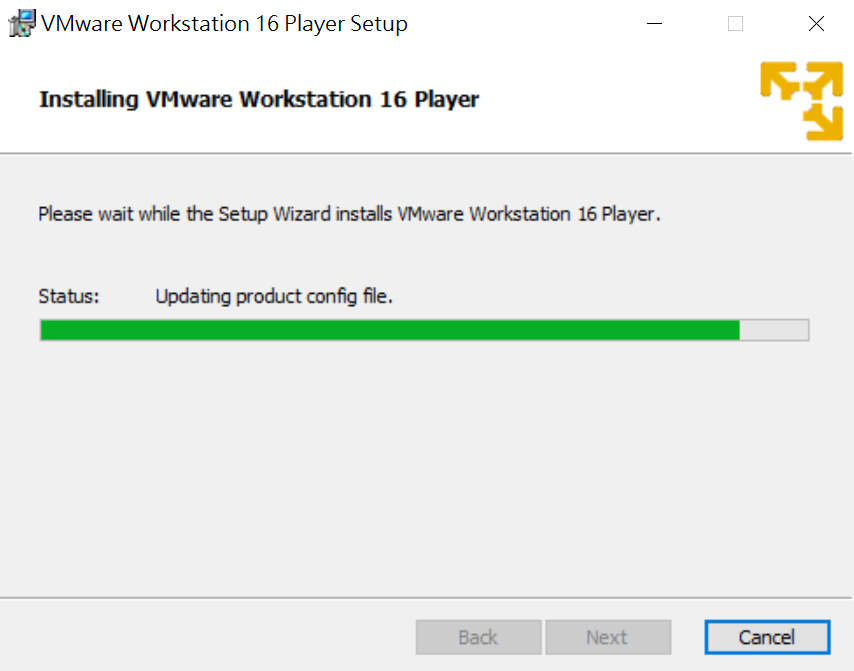 VMware Workstation 16 Player Setup
Installing VMware Workstation 16 Player
Please wait while the Setup Wizard installs VMware Workstation 16 Player.
Status: Updating product config file.
Back Next Cancel